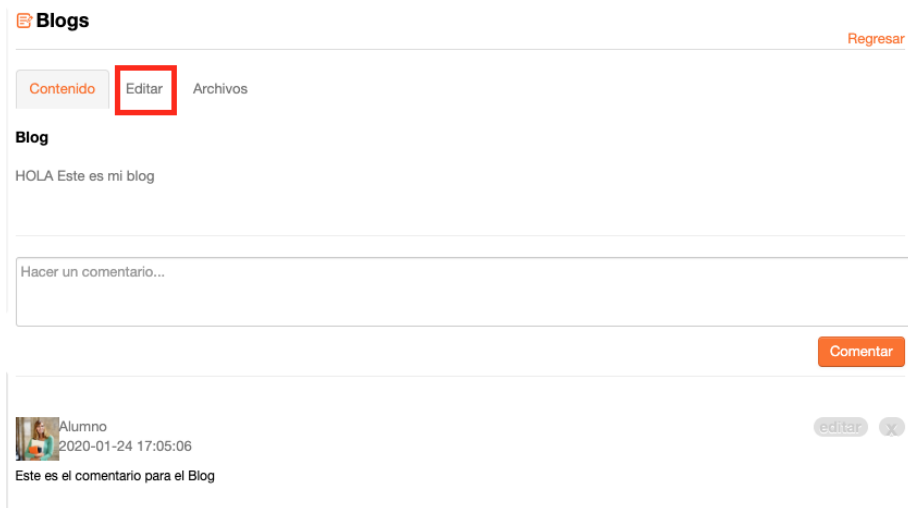 Blogs
Regresar
Contenido Editar Archivos
Blog
HOLA Este es mi blog
Hacer un comentario...
Comentar
Alumno
editar x
2020-01-24 17:05:06
Este es el comentario para el Blog